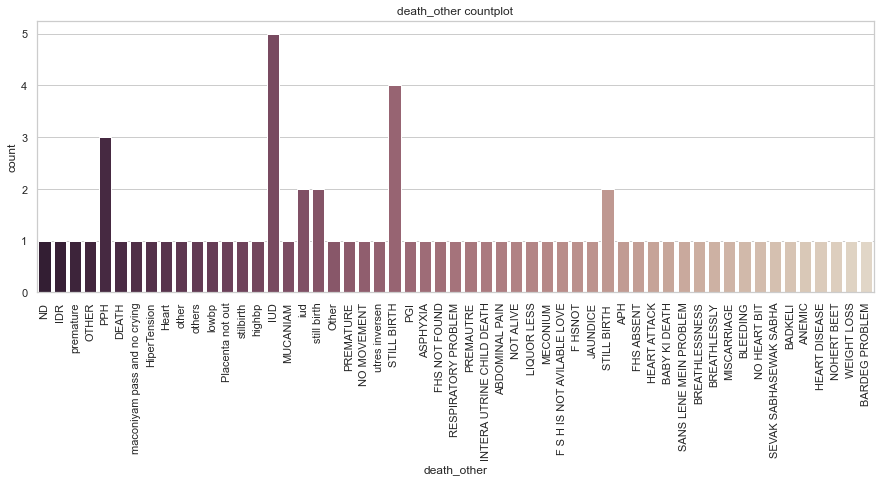 death_other countplot
count
5
4
3
2
1
0
ND
IDR
premature
OTHER
PPH
DEATH
maconiyam pass and no crying
HiperTension
Heart
other
others
lowbp
Placenta not out
stilbirth
highbp
IUD
MUCANIAM
iud
still birth
Other
PREMATURE
NO MOVEMENT
utres inversen
STILL BIRTH
PGI
ASPHYXIA
FHS NOT FOUND
RESPIRATORY PROBLEM
PREMAUTRE
INTERA UTRINE CHILD DEATH
ABDOMINAL PAIN
NOT ALIVE
LIQUOR LESS
MECONIUM
F S H IS NOT AVILABLE LOVE
F HSNOT
JAUNDICE
STILL BIRTH
APH
FHS ABSENT
HEART ATTACK
BABY KI DEATH
SANS LENE MEIN PROBLEM
BREATHLESSNESS
BREATHLESSLY
MISCARRIAGE
BLEEDING
NO HEART BIT
SEVAK SABHASEWAK SABHA
BADKELI
ANEMIC
HEART DISEASE
NOHERT BEET
WEIGHT LOSS
BARDEG PROBLEM
death_other